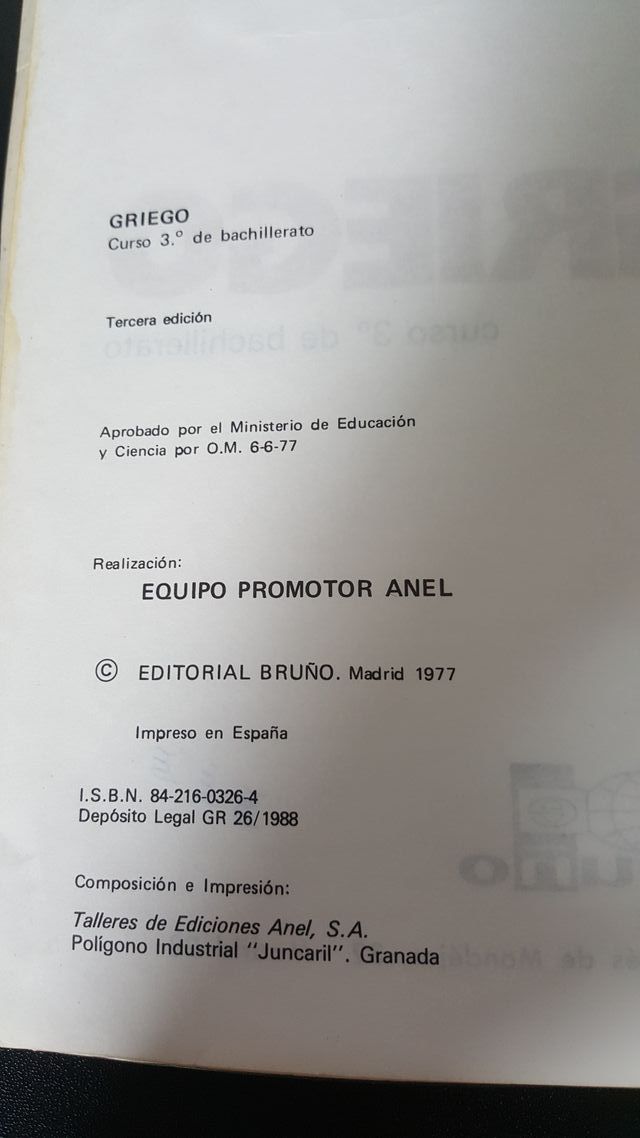 GRIEGO
Curso 3.º de bachillerato
Tercera edición
Aprobado por el Ministerio de Educación
y Ciencia por O.M. 6-6-77
Realización:
EQUIPO PROMOTOR ANEL
© EDITORIAL BRUÑO. Madrid 1977
Impreso en España
I.S.B.N. 84-216-0326-4
Depósito Legal GR 26/1988
Composición e Impresión:
Talleres de Ediciones Anel, S.A.
Polígono Industrial "Juncaril". Granada